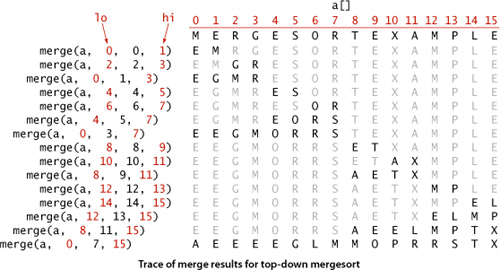 a[]
lo hi 0 1 2 3 4 5 6 7 8 9 10 11 12 13 14 15
M E R G E S O R T E X A M P L E
merge(a, 0, 0, 1) E M R G E S O R T E X A M P L E
merge(a, 2, 2, 3) E M G R E S O R T E X A M P L E
merge(a, 0, 1, 3) E G M R E S O R T E X A M P L E
merge(a, 4, 4, 5) E G M R E S O R T E X A M P L E
merge(a, 6, 6, 7) E G M R E S O R T E X A M P L E
merge(a, 4, 5, 7) E G M R E O R S T E X A M P L E
merge(a, 0, 3, 7) E E G M O R R S T E X A M P L E
merge(a, 8, 8, 9) E E G M O R R S E T X A M P L E
merge(a, 10, 10, 11) E E G M O R R S E T A X M P L E
merge(a, 8, 9, 11) E E G M O R R S A E T X M P L E
merge(a, 12, 12, 13) E E G M O R R S A E T X M P L E
merge(a, 14, 14, 15) E E G M O R R S A E T X M P E L
merge(a, 12, 13, 15) E E G M O R R S A E T X E L M P
merge(a, 8, 11, 15) E E G M O R R S A E E L M P T X
merge(a, 0, 7, 15) A E E E E G L M M O P R R S T X
Trace of merge results for top-down mergesort